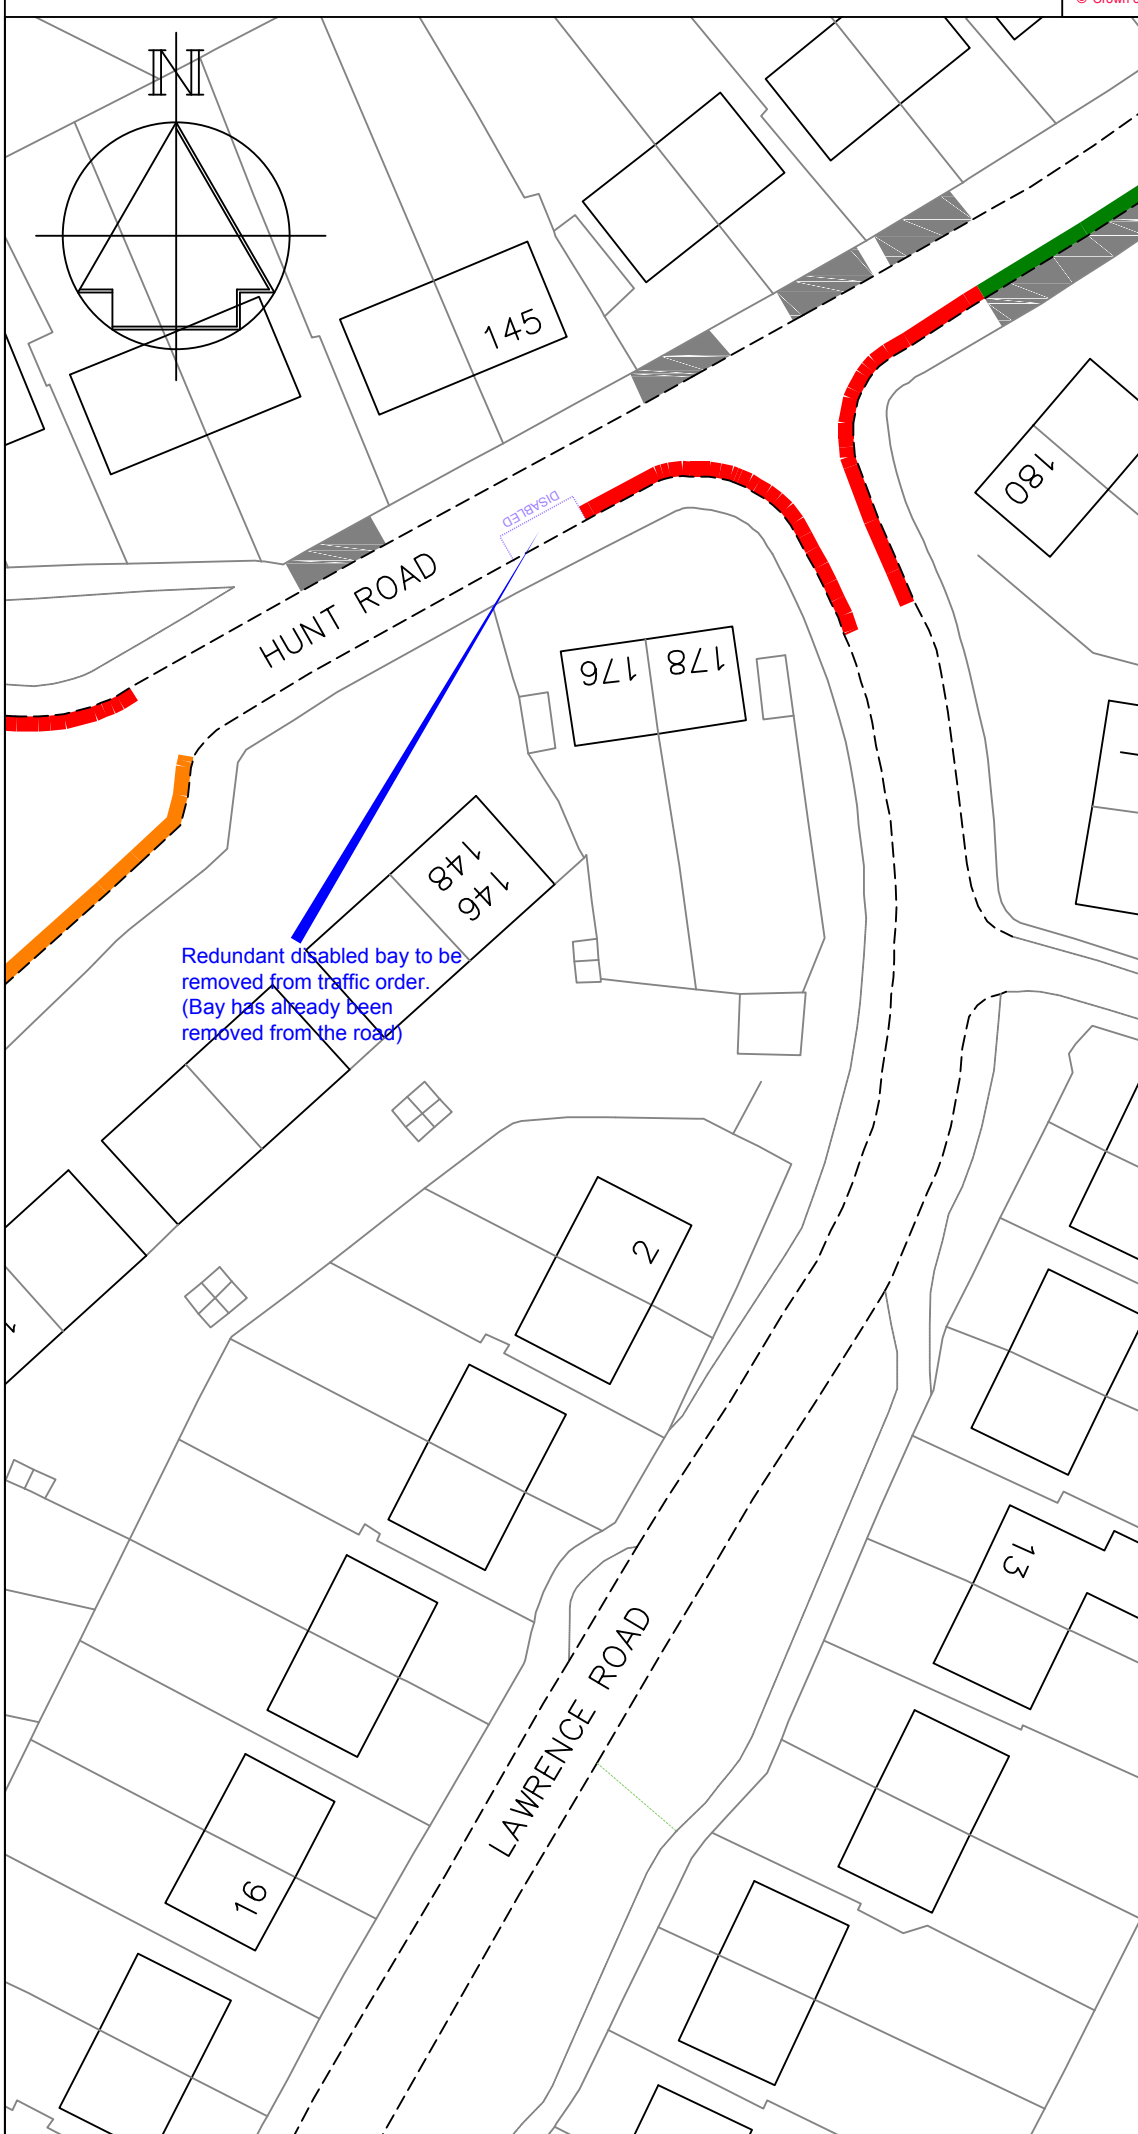 N
145
180
DISABLED
HUNT ROAD
176
178
148
146
Redundant disabled bay to be
removed from traffic order.
(Bay has already been
removed from the road)
2
13
LAWRENCE ROAD
16